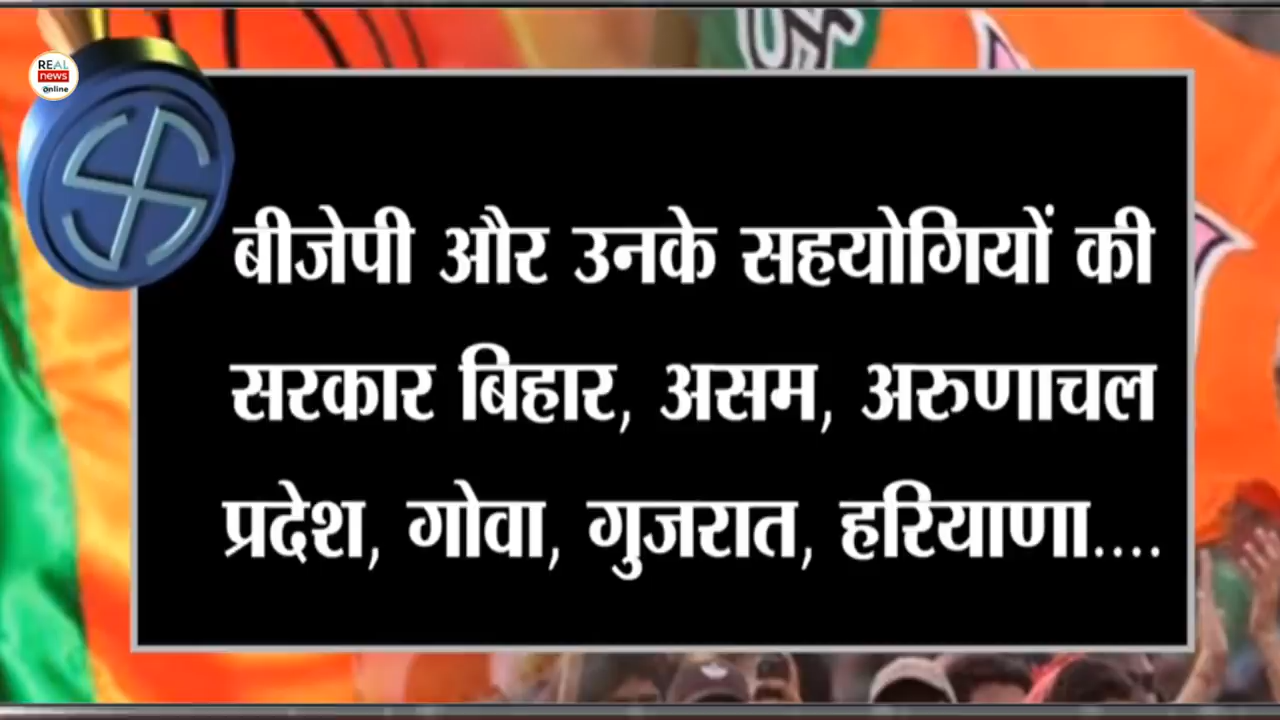 REAL
news
Online
बीजेपी और उनके सहयोगियों की
सरकार बिहार, असम, अरुणाचल
प्रदेश, गोवा, गुजरात, हरियाणा....